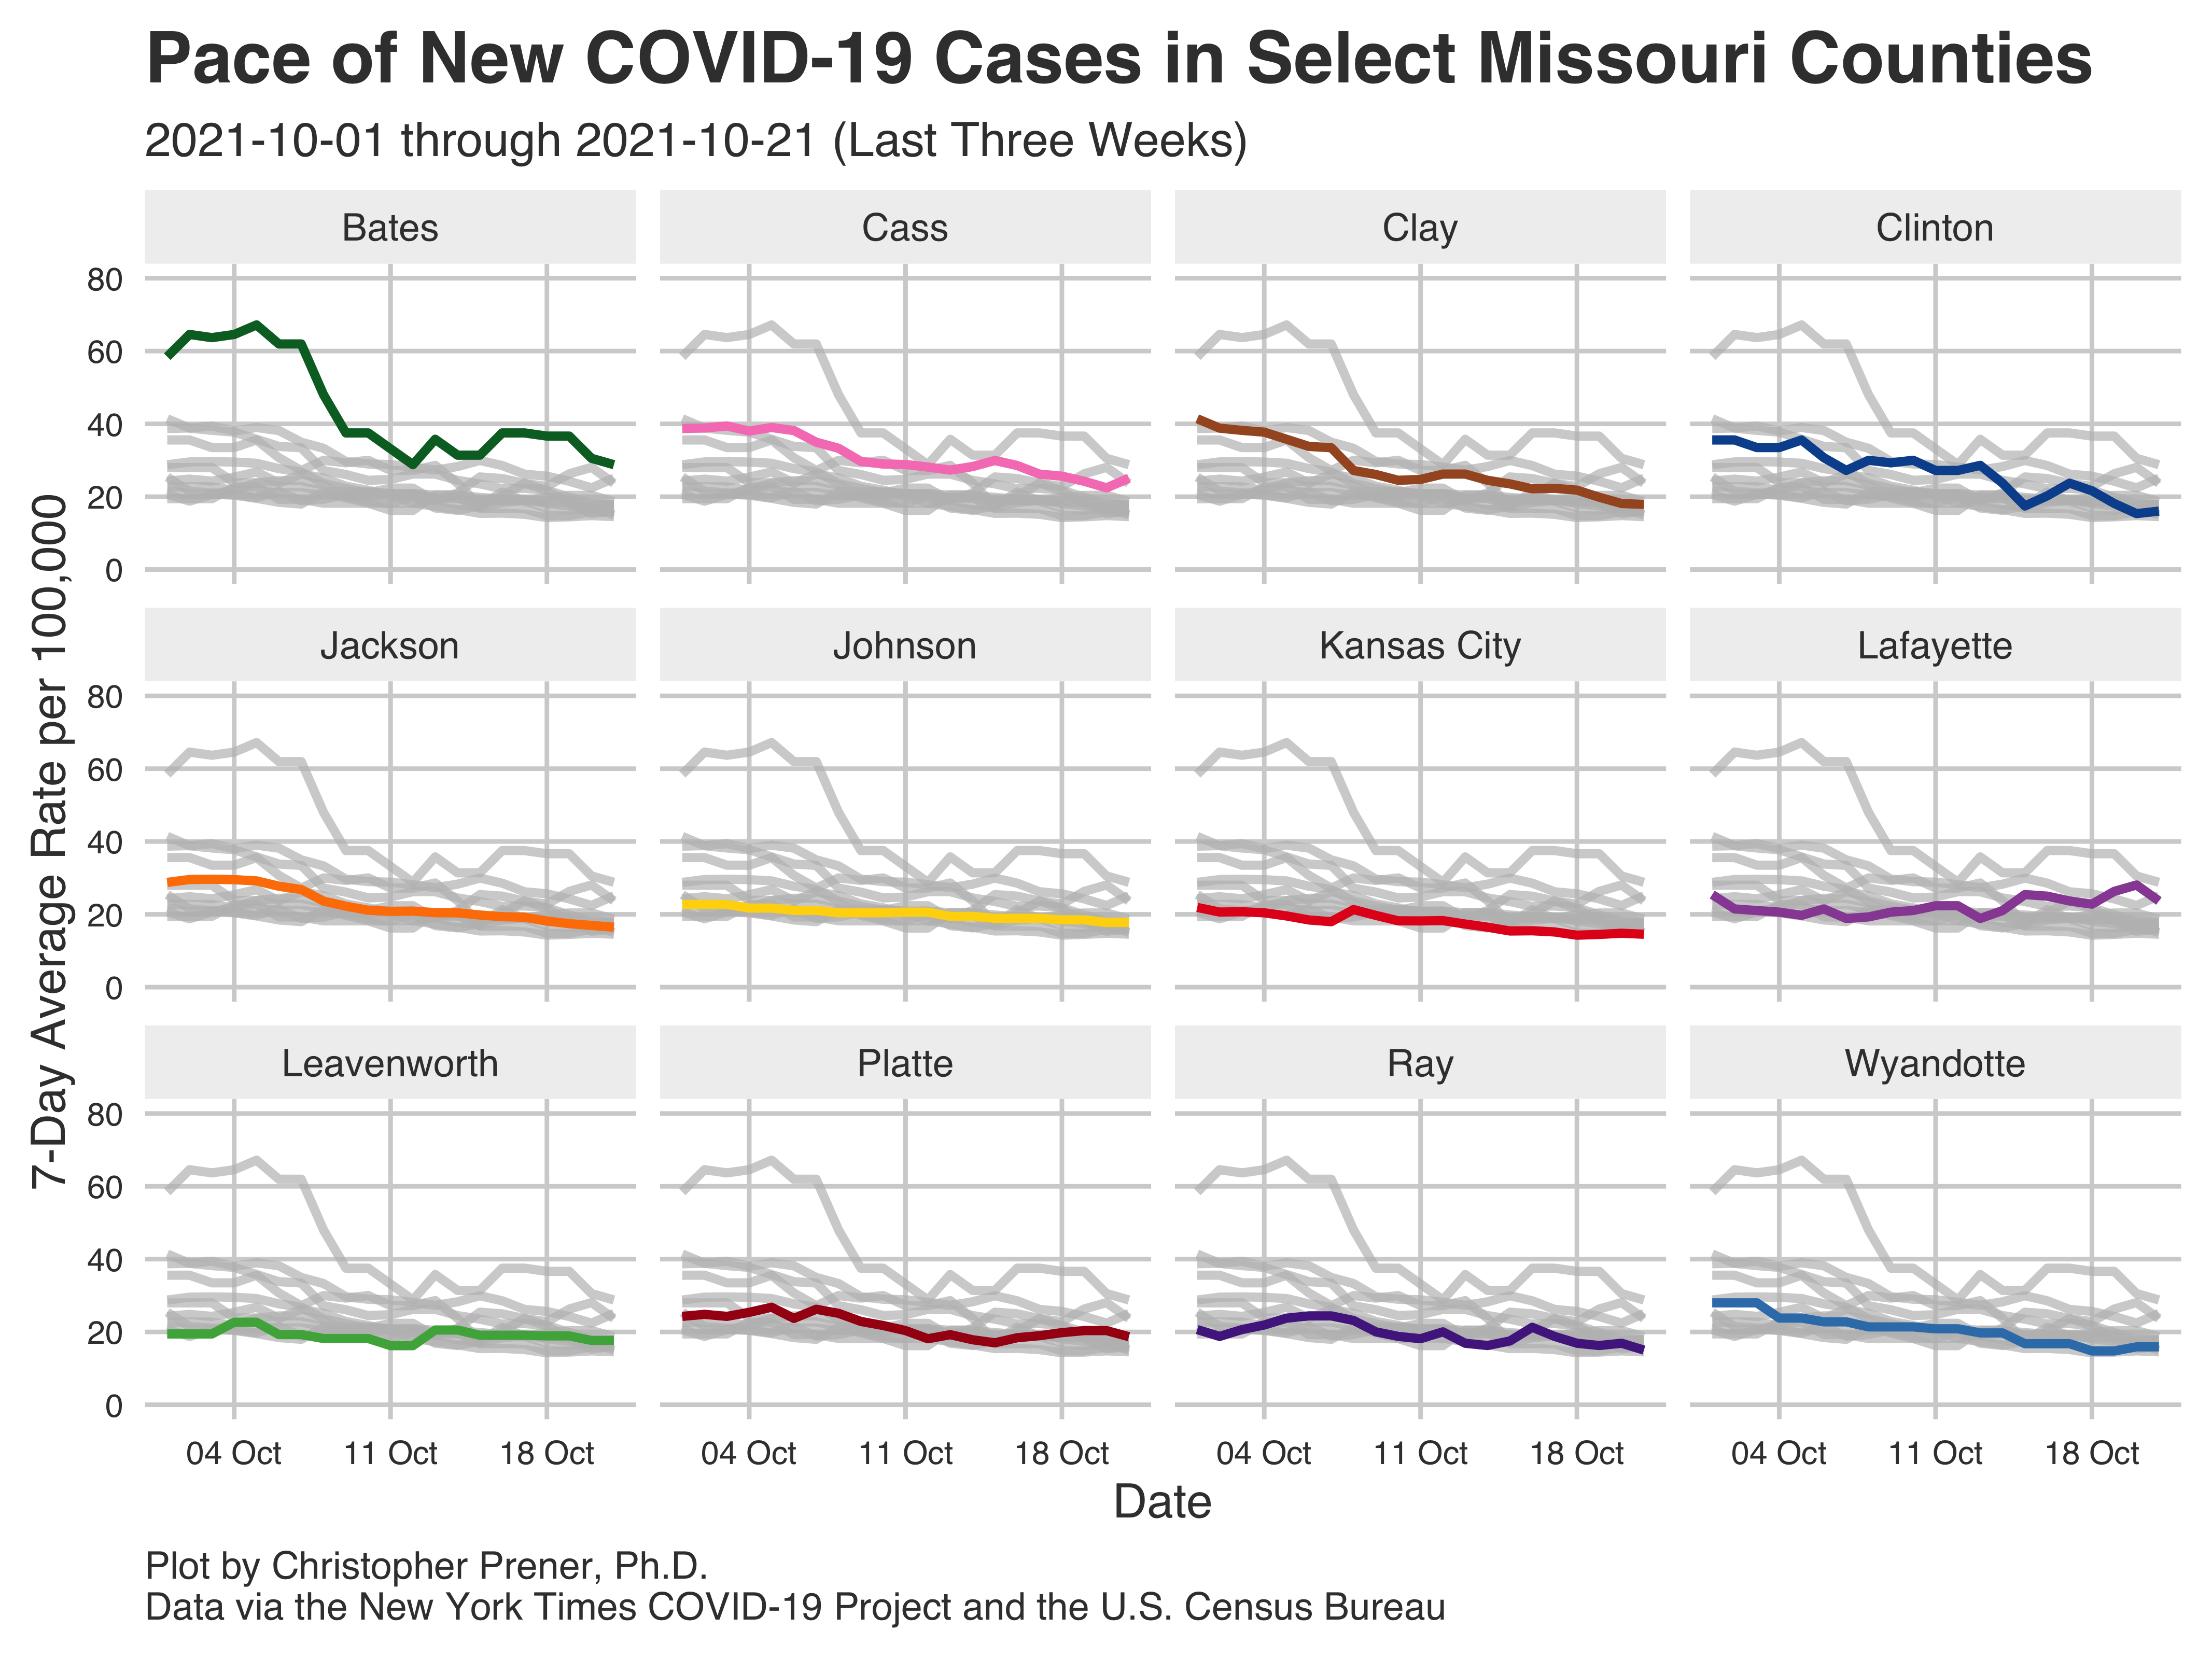 Pace of New COVID-19 Cases in Select Missouri Counties
2021-10-01 through 2021-10-21 (Last Three Weeks)
7-Day Average Rate per 100,000
Bates Cass Clay Clinton
80
60
40
20
0
Jackson Johnson Kansas City Lafayette
80
60
40
20
0
Leavenworth Platte Ray Wyandotte
80
60
40
20
0
04 Oct 11 Oct 18 Oct 04 Oct 11 Oct 18 Oct 04 Oct 11 Oct 18 Oct 04 Oct 11 Oct 18 Oct
Date
Plot by Christopher Prener, Ph.D.
Data via the New York Times COVID-19 Project and the U.S. Census Bureau